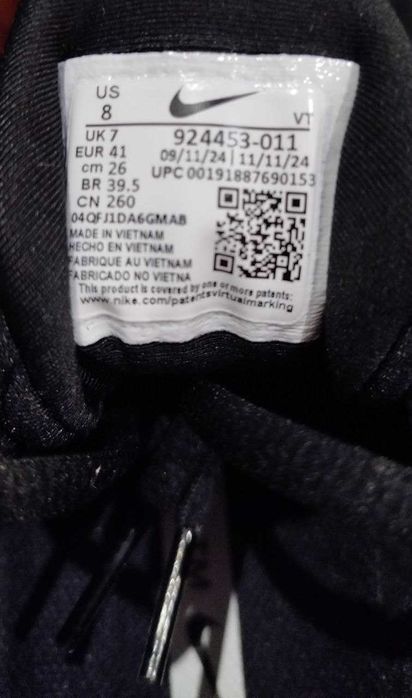 US
8
VT
UK 7
EUR 41
cm 26
BR 39.5
CN 260
924453-011
09/11/24 | 11/11/24
UPC 00191887690153
04QFJ1DA6GMAB
MADE IN VIETNAM
HECHO EN VIETNAM
FABRIQUE AU VIETNAM
FABRICADO NO VIETNA
This product is covered by one or more patents:
www.nike.com/patentsvirtualmarking
TM